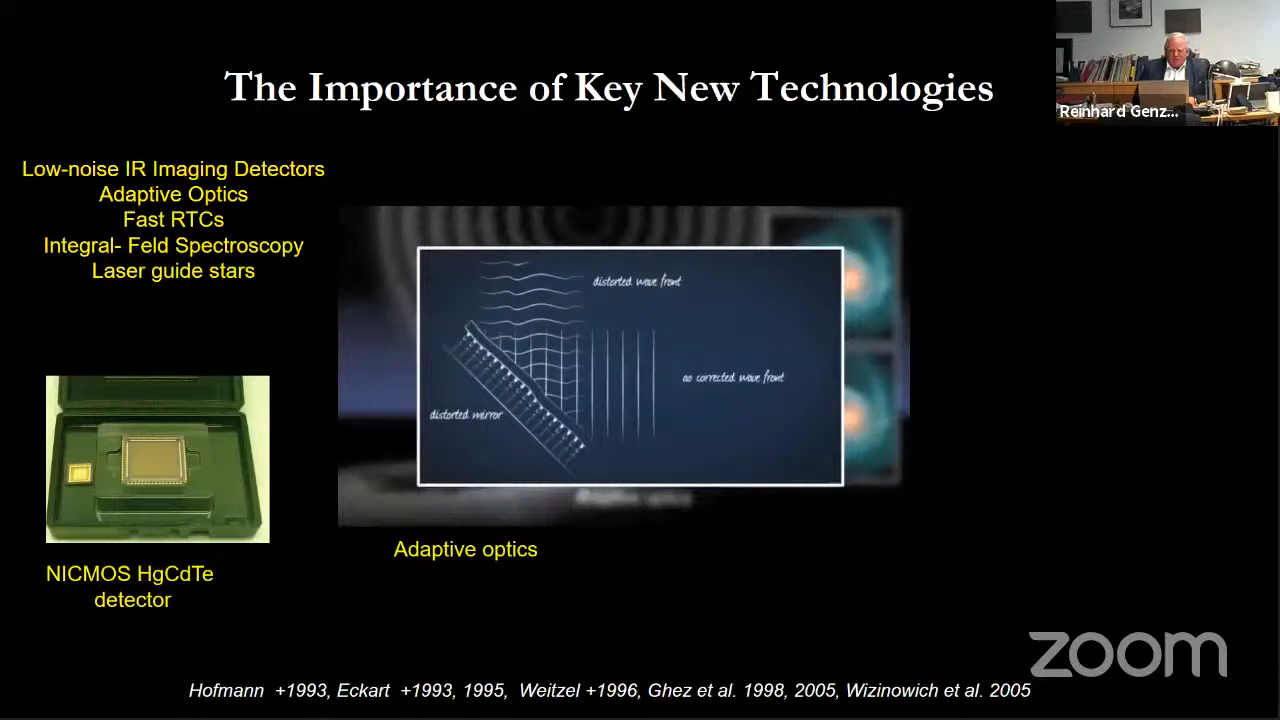 The Importance of Key New Technologies
Reinhard Genz...
Low-noise IR Imaging Detectors
Adaptive Optics
Fast RTCs
Integral- Feld Spectroscopy
Laser guide stars
distorted wave front
ao corrected wave front
distorted mirror
Adaptive optics
Adaptive optics
NICMOS HgCdTe
detector
zoom
Hofmann +1993, Eckart +1993, 1995, Weitzel +1996, Ghez et al. 1998, 2005, Wizinowich et al. 2005